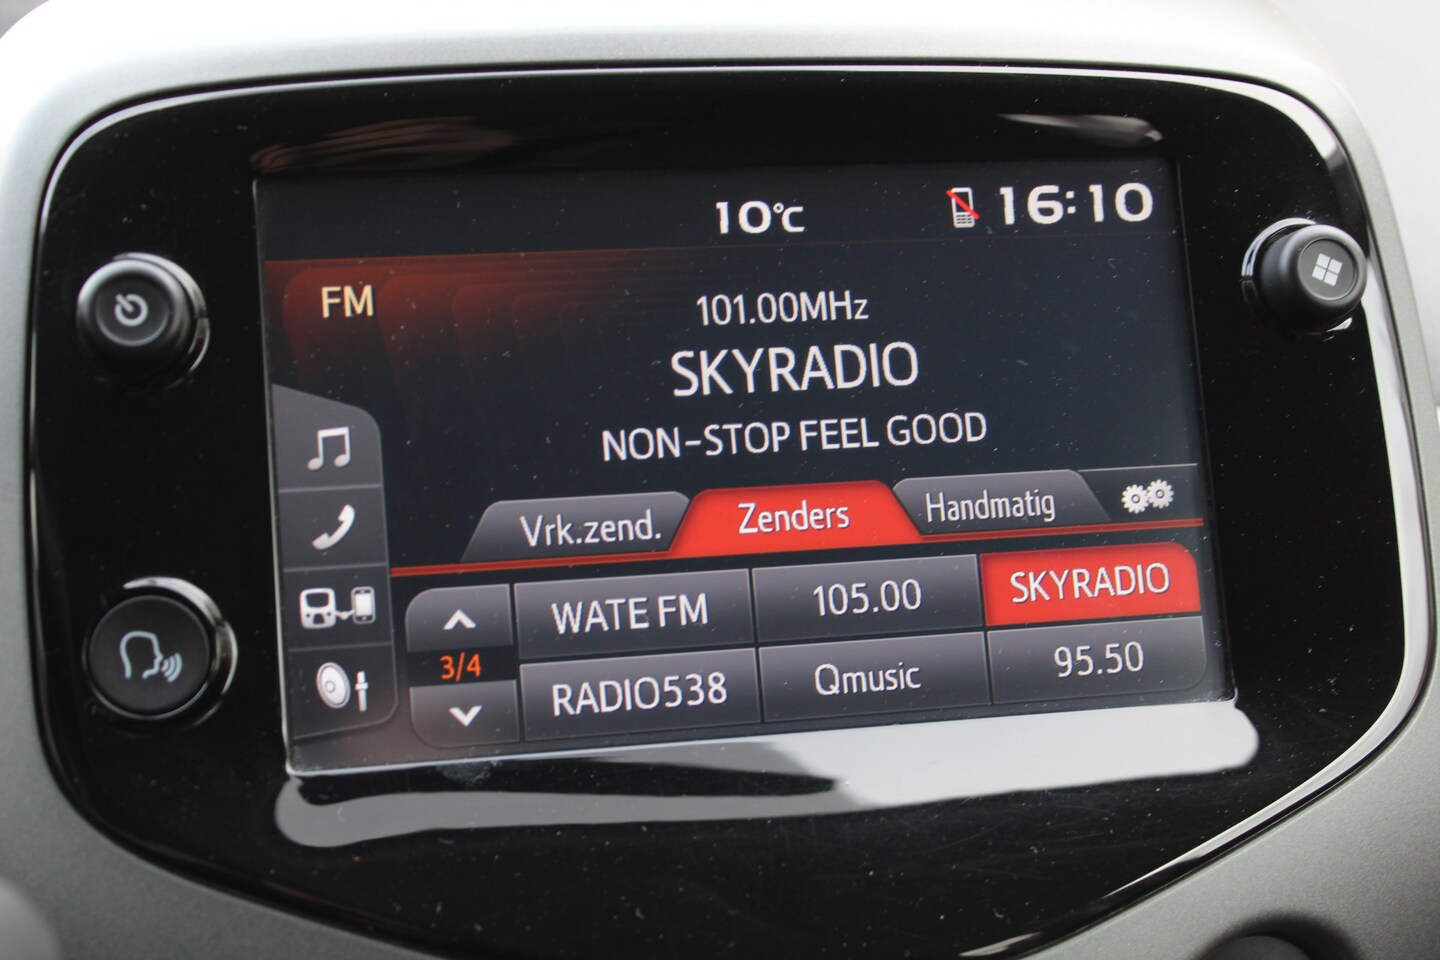 10°C 16:10
FM
101.00MHz
SKYRADIO
NON-STOP FEEL GOOD
Vrk.zend. Zenders Handmatig
WATE FM 105.00 SKYRADIO
3/4
RADIO538 Qmusic 95.50